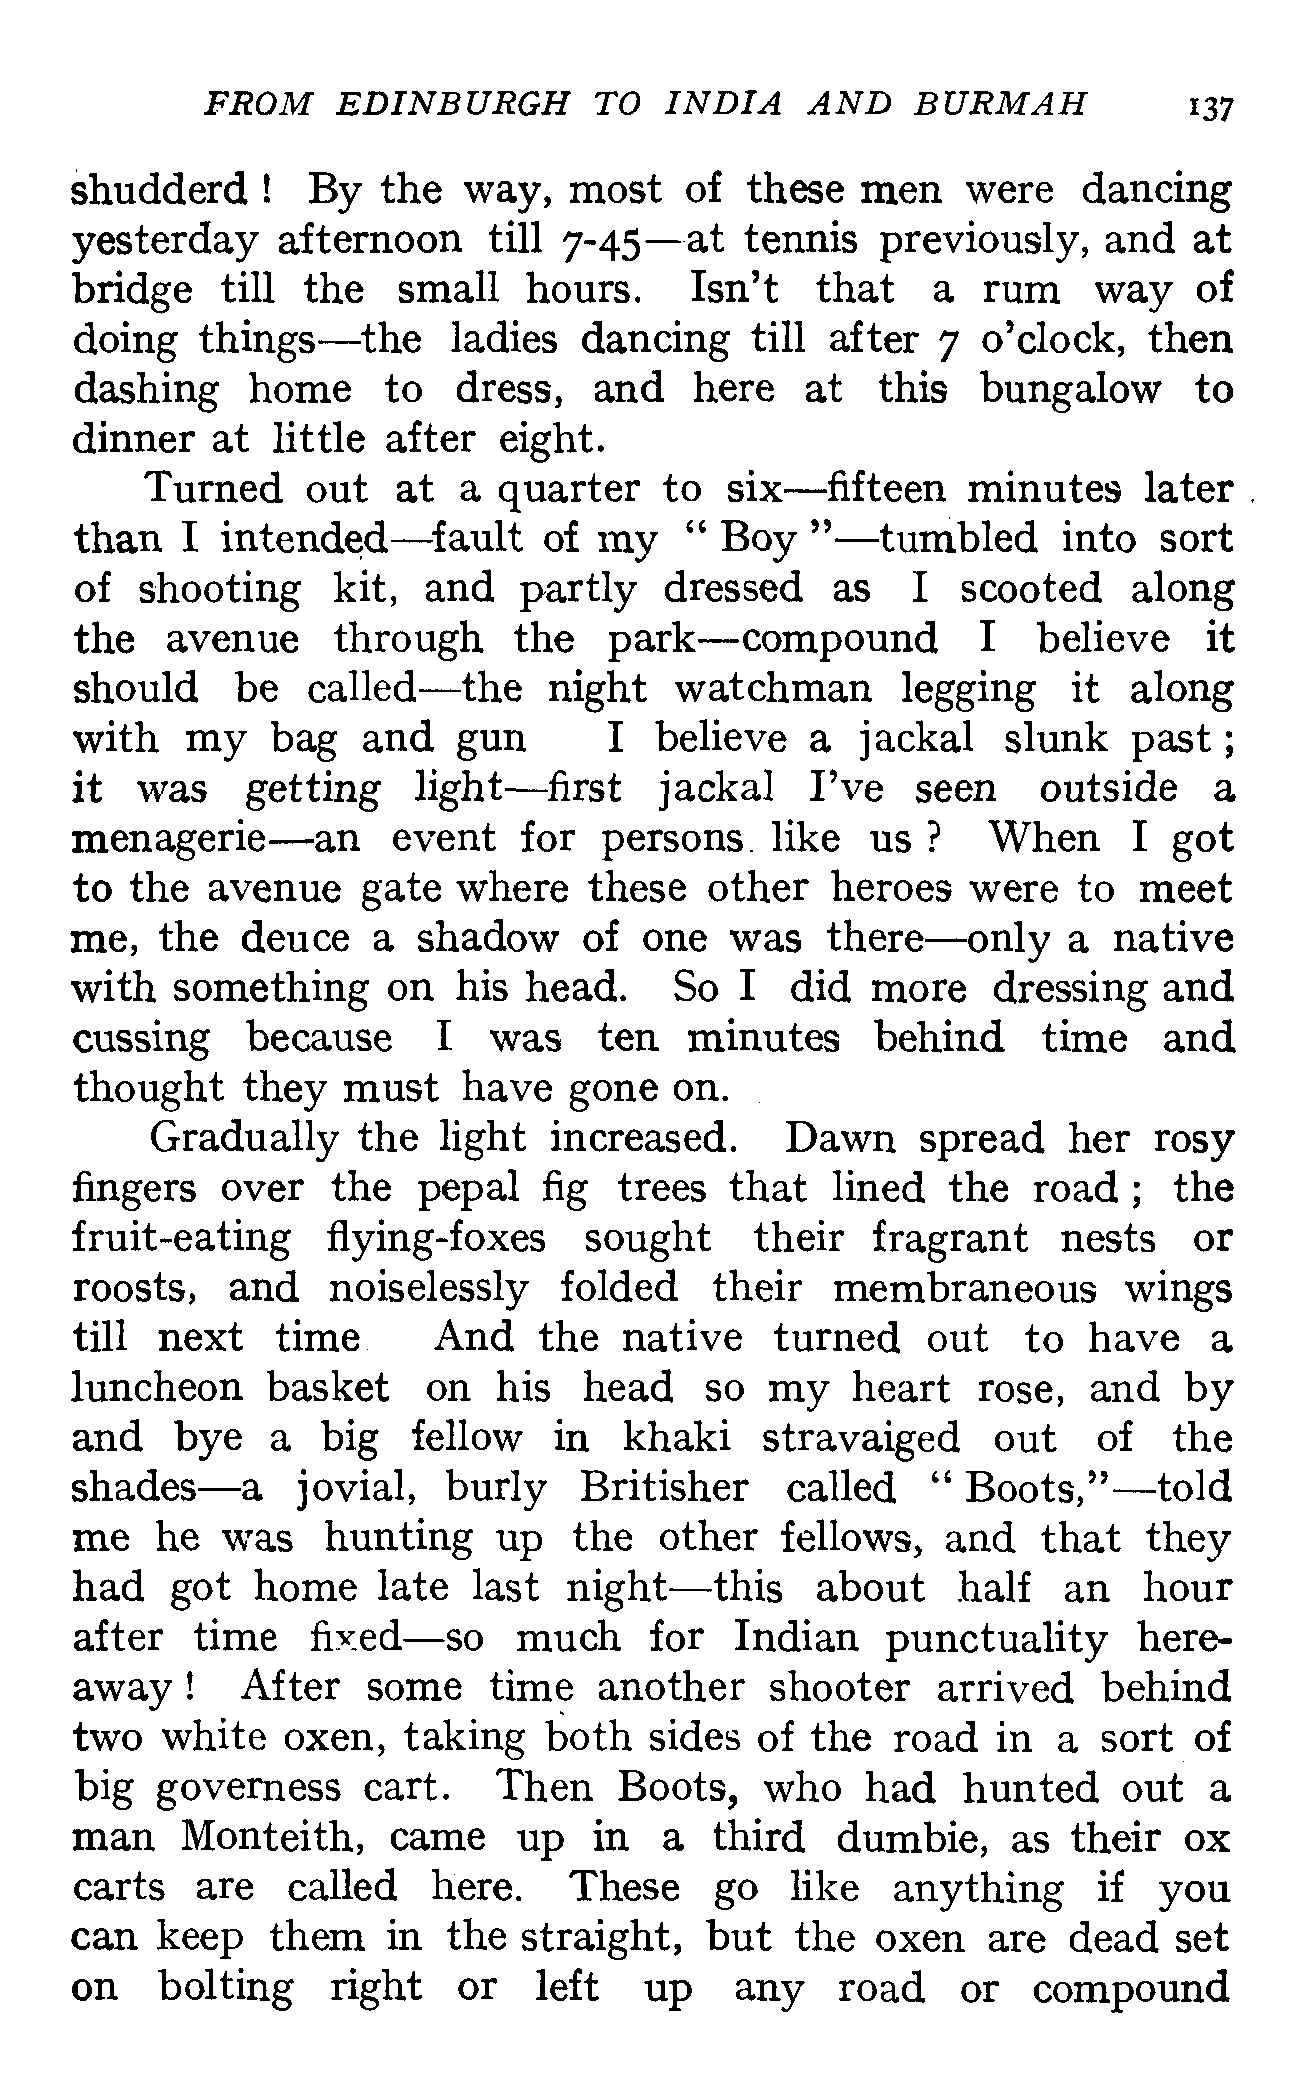 FROM EDINBURGH TO INDIA AND BURMAH 137
shudderd ! By the way, most of these men were dancing
yesterday afternoon till 7-45—at tennis previously, and at
bridge till the small hours. Isn't that a rum way of
doing things—the ladies dancing till after 7 o'clock, then
dashing home to dress, and here at this bungalow to
dinner at little after eight.
Turned out at a quarter to six—fifteen minutes later
than I intended—fault of my " Boy "—tumbled into sort
of shooting kit, and partly dressed as I scooted along
the avenue through the park—compound I believe it
should be called—the night watchman legging it along
with my bag and gun I believe a jackal slunk past ;
it was getting light—first jackal I've seen outside a
menagerie—an event for persons like us ? When I got
to the avenue gate where these other heroes were to meet
me, the deuce a shadow of one was there—only a native
with something on his head. So I did more dressing and
cussing because I was ten minutes behind time and
thought they must have gone on.
Gradually the light increased. Dawn spread her rosy
fingers over the pepal fig trees that lined the road ; the
fruit-eating flying-foxes sought their fragrant nests or
roosts, and noiselessly folded their membraneous wings
till next time And the native turned out to have a
luncheon basket on his head so my heart rose, and by
and bye a big fellow in khaki stravaiged out of the
shades—a jovial, burly Britisher called " Boots,"—told
me he was hunting up the other fellows, and that they
had got home late last night—this about half an hour
after time fixed—so much for Indian punctuality here-
away ! After some time another shooter arrived behind
two white oxen, taking both sides of the road in a sort of
big governess cart. Then Boots, who had hunted out a
man Monteith, came up in a third dumbie, as their ox
carts are called here. These go like anything if you
can keep them in the straight, but the oxen are dead set
on bolting right or left up any road or compound